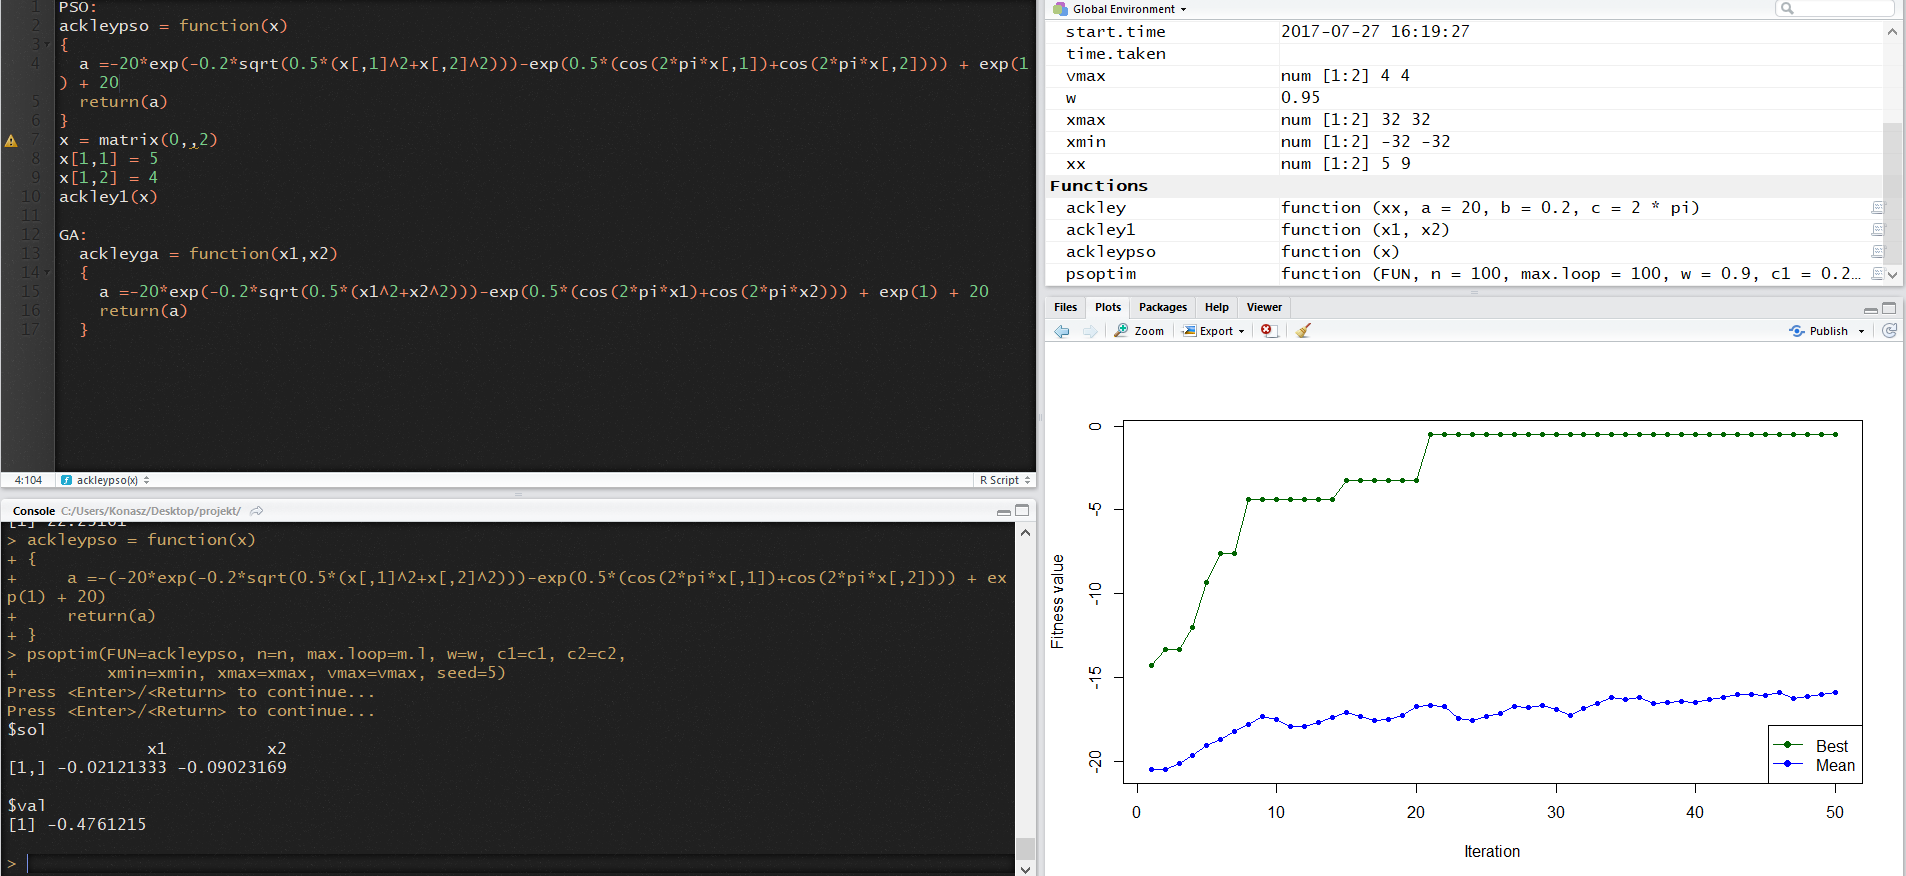 1 PSO:
2 ackleypso = function(x)
3 {
4 a =-20*exp(-0.2*sqrt(0.5*(x[,1]^2+x[,2]^2)))-exp(0.5*(cos(2*pi*x[,1])+cos(2*pi*x[,2]))) + exp(1
) + 20
5 return(a)
6 }
7 x = matrix(0,,2)
8 x[1,1] = 5
9 x[1,2] = 4
10 ackley1(x)
11
12 GA:
13 ackleyga = function(x1,x2)
14 {
15 a =-20*exp(-0.2*sqrt(0.5*(x1^2+x2^2)))-exp(0.5*(cos(2*pi*x1)+cos(2*pi*x2))) + exp(1) + 20
16 return(a)
17 }
4:104 ackleypso(x) R Script
Console C:/Users/Konasz/Desktop/projekt/
> ackleypso = function(x)
+ {
+ a =-(-20*exp(-0.2*sqrt(0.5*(x[,1]^2+x[,2]^2)))-exp(0.5*(cos(2*pi*x[,1])+cos(2*pi*x[,2]))) + ex
p(1) + 20)
+ return(a)
+ }
> psoptim(FUN=ackleypso, n=n, max.loop=m.l, w=w, c1=c1, c2=c2,
+ xmin=xmin, xmax=xmax, vmax=vmax, seed=5)
Press <Enter>/<Return> to continue...
Press <Enter>/<Return> to continue...
$sol
x1 x2
[1,] -0.02121333 -0.09023169
$val
[1] -0.4761215
>
Global Environment
start.time 2017-07-27 16:19:27
time.taken
vmax num [1:2] 4 4
w 0.95
xmax num [1:2] 32 32
xmin num [1:2] -32 -32
xx num [1:2] 5 9
Functions
ackley function (xx, a = 20, b = 0.2, c = 2 * pi)
ackley1 function (x1, x2)
ackleypso function (x)
psoptim function (FUN, n = 100, max.loop = 100, w = 0.9, c1 = 0.2…
Files Plots Packages Help Viewer
Zoom Export Publish
Fitness value
0
-5
-10
-15
-20
Best
Mean
0 10 20 30 40 50
Iteration